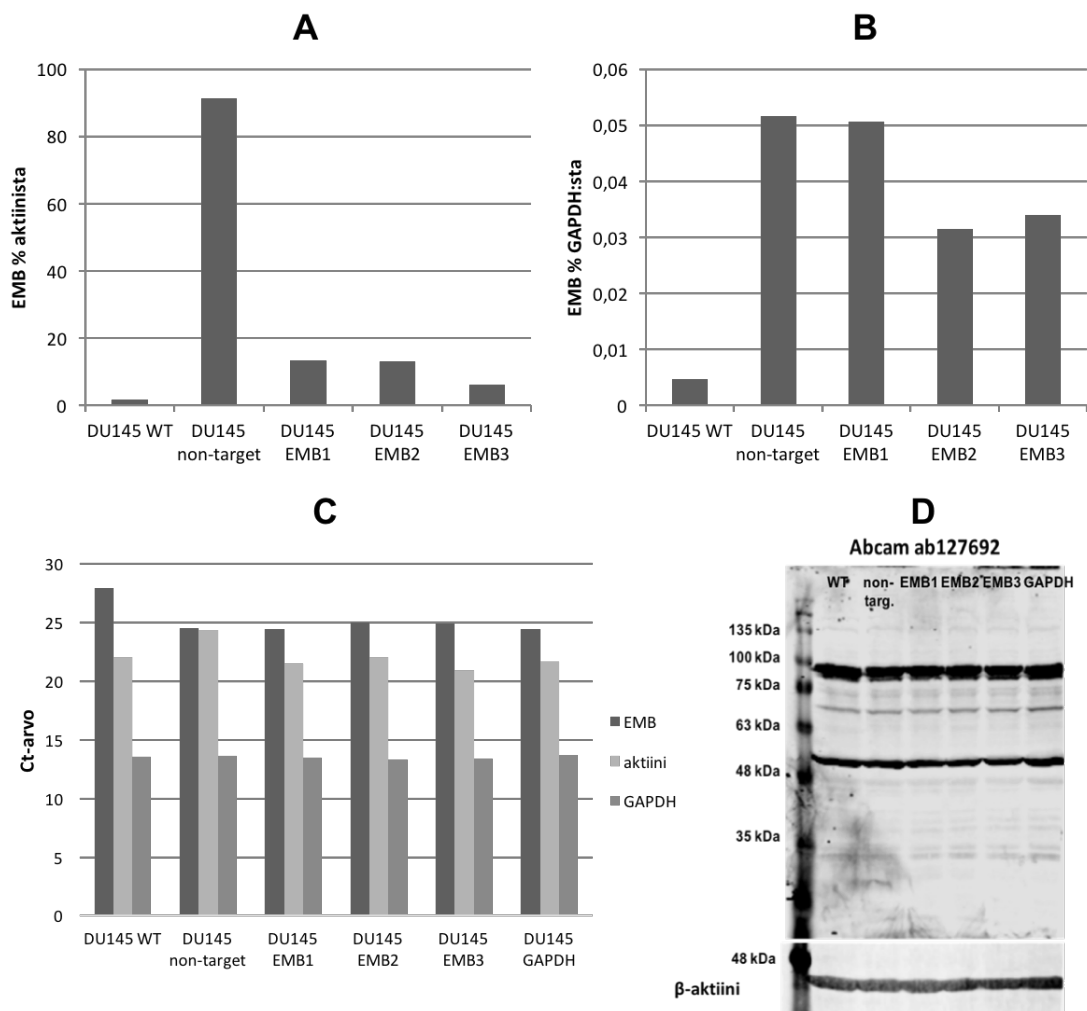 A
100
80
60
40
20
0
EMB % aktiinista
DU145 WT
DU145
non-target
DU145
EMB1
DU145
EMB2
DU145
EMB3
B
0,06
0,05
0,04
0,03
0,02
0,01
0
EMB % GAPDH:sta
DU145 WT
DU145
non-target
DU145
EMB1
DU145
EMB2
DU145
EMB3
C
30
25
20
15
10
5
0
Ct-arvo
DU145 WT
DU145
non-target
DU145
EMB1
DU145
EMB2
DU145
EMB3
DU145
GAPDH
EMB
aktiini
GAPDH
D
Abcam ab127692
WT non- EMB1 EMB2 EMB3 GAPDH
targ.
135 kDa
100 kDa
75 kDa
63 kDa
48 kDa
35 kDa
48 kDa
β-aktiini